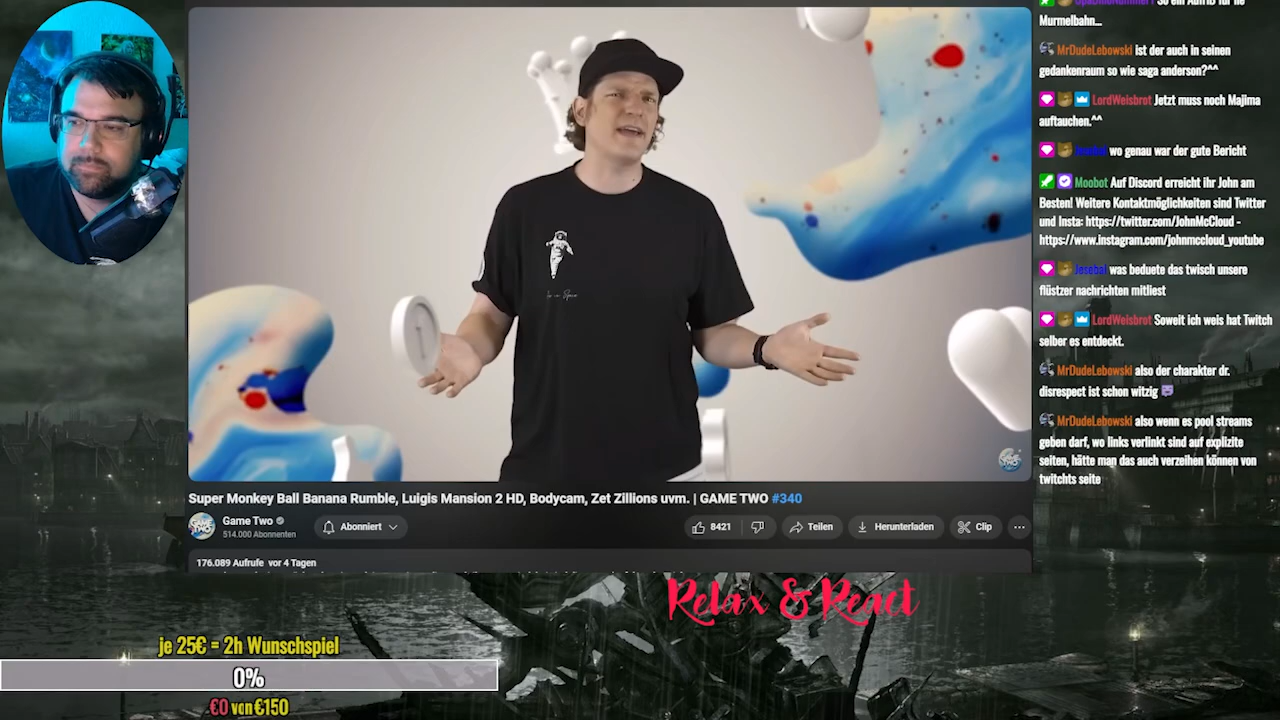 Murmelbahn...
MrDudeLebowski ist der auch in seinen
gedankenraum so wie saga anderson?^^
LordWeisbrot Jetzt muss noch Majima
auftauchen.^^
Jesebal wo genau war der gute Bericht
Moobot Auf Discord erreicht ihr John am
Besten! Weitere Kontaktmöglichkeiten sind Twitter
und Insta: https://twitter.com/JohnMcCloud -
https://www.instagram.com/johnmccloud_youtube
Jesebal was beduete das twisch unsere
flüstzer nachrichten mitliest
LordWeisbrot Soweit ich weis hat Twitch
selber es entdeckt.
MrDudeLebowski also der charakter dr.
disrespect ist schon witzig
MrDudeLebowski also wenn es pool streams
geben darf, wo links verlinkt sind auf explizite
seiten, hätte man das auch verzeihen können von
twitchts seite
Super Monkey Ball Banana Rumble, Luigis Mansion 2 HD, Bodycam, Zet Zillions uvm. | GAME TWO #340
Game Two
514.000 Abonnenten
Abonniert
8421
Teilen
Herunterladen
Clip
176.089 Aufrufe vor 4 Tagen
Relax & React
je 25€ = 2h Wunschspiel
0%
€0 von €150